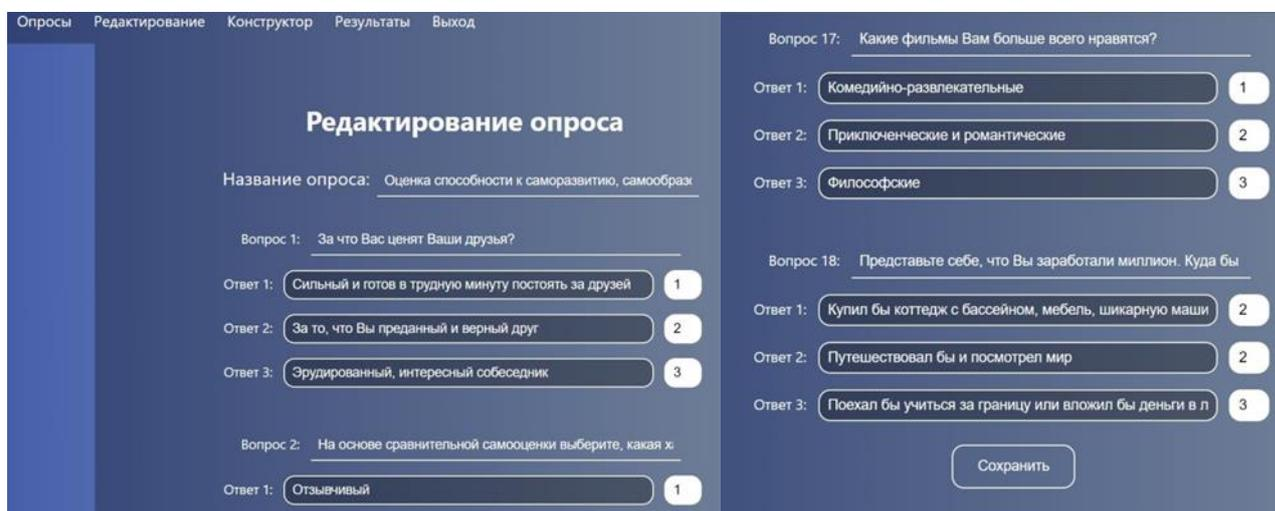 Опросы Редактирование Конструктор Результаты Выход
Редактирование опроса
Название опроса: Оценка способности к саморазвитию, самообразо
Вопрос 1: За что Вас ценят Ваши друзья?
Ответ 1: Сильный и готов в трудную минуту постоять за друзей 1
Ответ 2: За то, что Вы преданный и верный друг 2
Ответ 3: Эрудированный, интересный собеседник 3
Вопрос 2: На основе сравнительной самооценки выберите, какая ха
Ответ 1: Отзывчивый 1
Вопрос 17: Какие фильмы Вам больше всего нравятся?
Ответ 1: Комедийно-развлекательные 1
Ответ 2: Приключенческие и романтические 2
Ответ 3: Философские 3
Вопрос 18: Представьте себе, что Вы заработали миллион. Куда бы
Ответ 1: Купил бы коттедж с бассейном, мебель, шикарную маши 2
Ответ 2: Путешествовал бы и посмотрел мир 2
Ответ 3: Поехал бы учиться за границу или вложил бы деньги в л 3
Сохранить